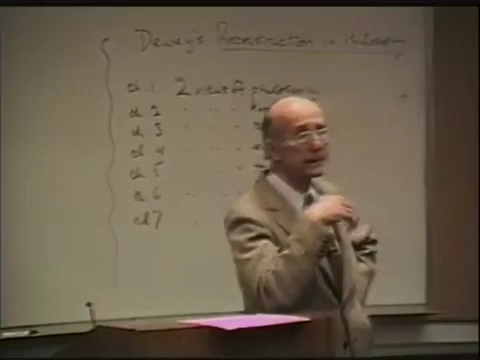 Dewey's Reconstruction in Philosophy
ch. 1 2 views of philosophy
ch 2 " " "
ch 3 " " "
ch 4 " " "
ch 5 " " "
ch 6 " " "
ch 7 "